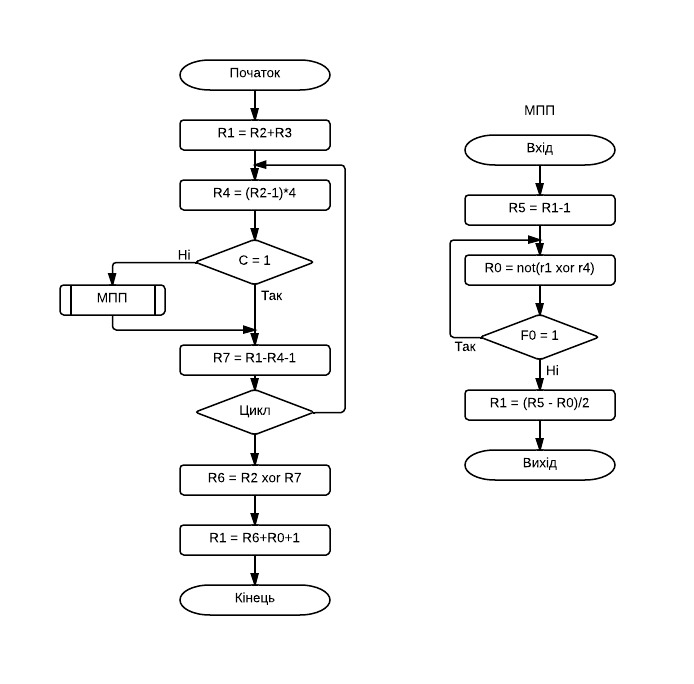 Початок
R1 = R2+R3
R4 = (R2-1)*4
C = 1
Ні
Так
МПП
R7 = R1-R4-1
Цикл
R6 = R2 xor R7
R1 = R6+R0+1
Кінець
МПП
Вхід
R5 = R1-1
R0 = not(r1 xor r4)
F0 = 1
Так
Ні
R1 = (R5 - R0)/2
Вихід